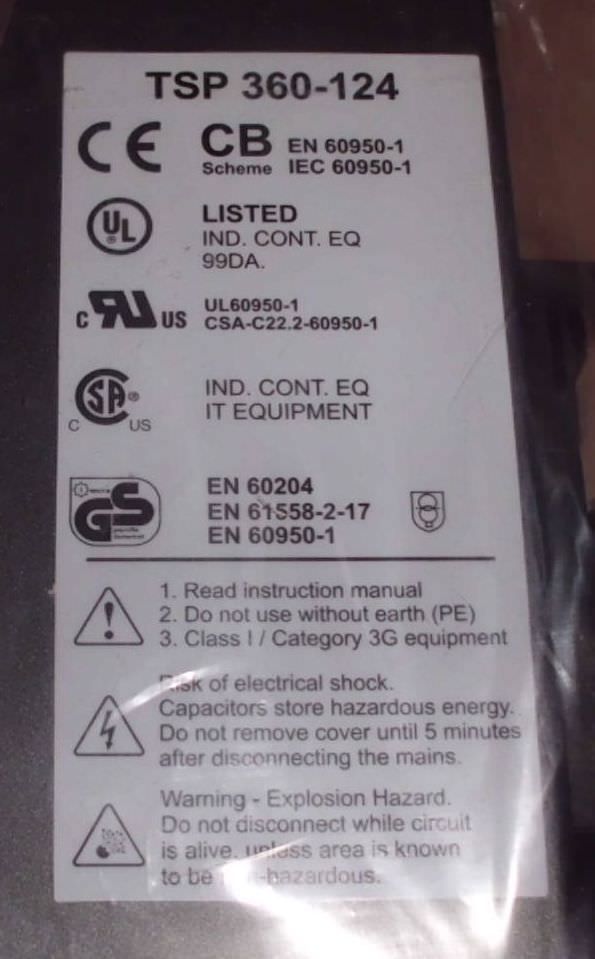 TSP 360-124
CE
CB EN 60950-1
Scheme IEC 60950-1
UL LISTED
®
IND. CONT. EQ
99DA.
C RU US UL60950-1
CSA-C22.2-60950-1
SA® IND. CONT. EQ
C US IT EQUIPMENT
GS EN 60204
EN 61558-2-17
EN 60950-1
1. Read instruction manual
! 2. Do not use without earth (PE)
3. Class I / Category 3G equipment
Risk of electrical shock.
Capacitors store hazardous energy.
Do not remove cover until 5 minutes
after disconnecting the mains.
Warning - Explosion Hazard.
Do not disconnect while circuit
is alive, unless area is known
to be -hazardous.